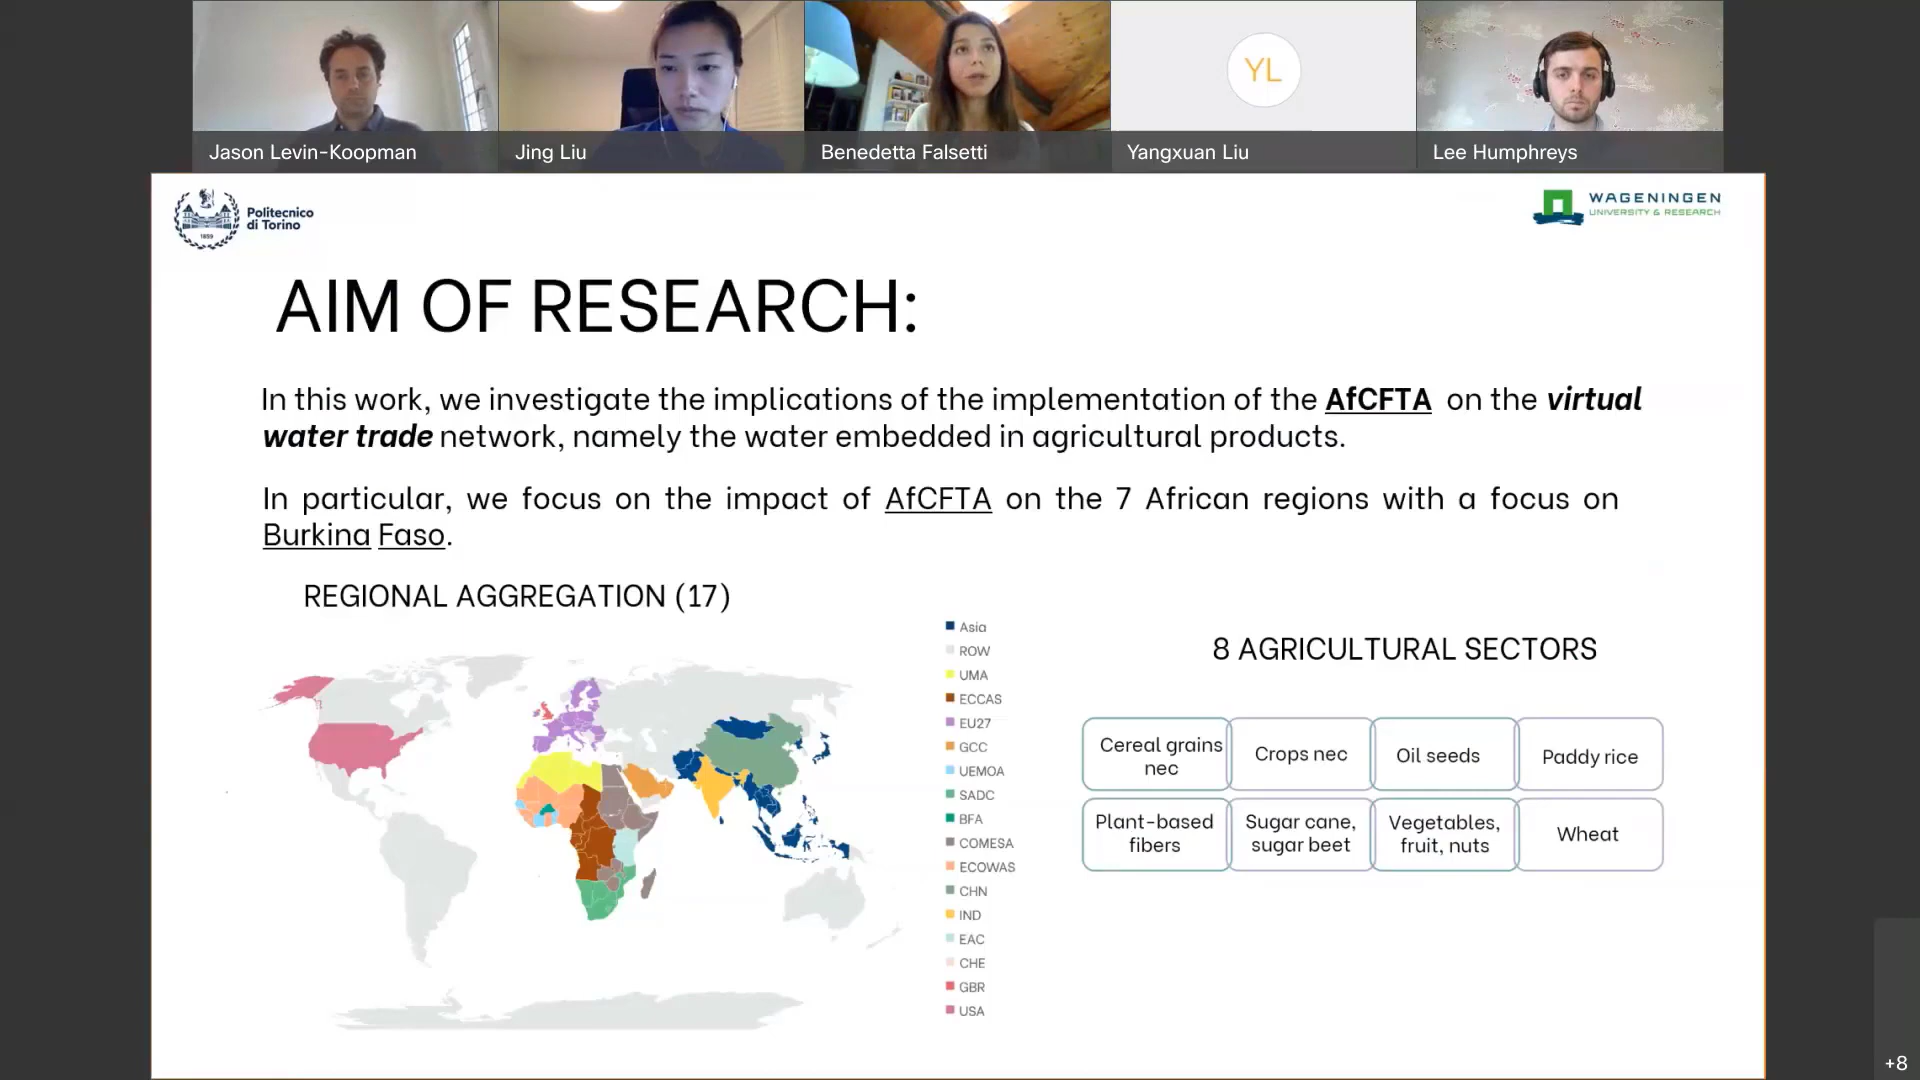 Jason Levin-Koopman
Jing Liu
Benedetta Falsetti
YL
Yangxuan Liu
Lee Humphreys
Politecnico
di Torino
1859
WAGENINGEN
UNIVERSITY & RESEARCH
AIM OF RESEARCH:
In this work, we investigate the implications of the implementation of the AfCFTA on the virtual
water trade network, namely the water embedded in agricultural products.
In particular, we focus on the impact of AfCFTA on the 7 African regions with a focus on
Burkina Faso.
REGIONAL AGGREGATION (17)
Asia
ROW
UMA
ECCAS
EU27
GCC
UEMOA
SADC
BFA
COMESA
ECOWAS
CHN
IND
EAC
CHE
GBR
USA
8 AGRICULTURAL SECTORS
Cereal grains
nec
Crops nec
Oil seeds
Paddy rice
Plant-based
fibers
Sugar cane,
sugar beet
Vegetables,
fruit, nuts
Wheat
+8